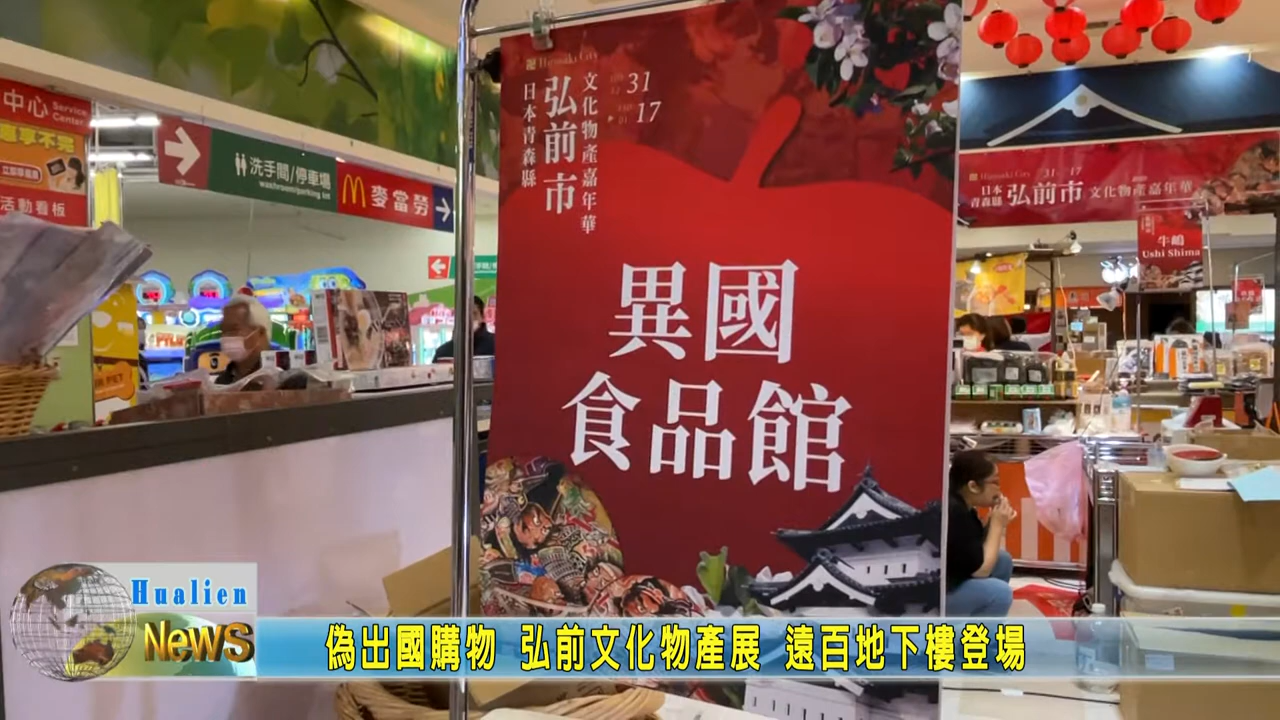 中心 Service Center
活動看板
洗手間/停車場
washroom/parking lot
麥當勞
Hirosaki City
日本青森縣
弘前市
文化物產嘉年華
31
17
異國
食品館
Hirosaki City
31 17
日本
青森縣
弘前市
文化物產嘉年華
牛嶋
Ushi Shima
Hualien
News
偽出國購物 弘前文化物產展 遠百地下樓登場